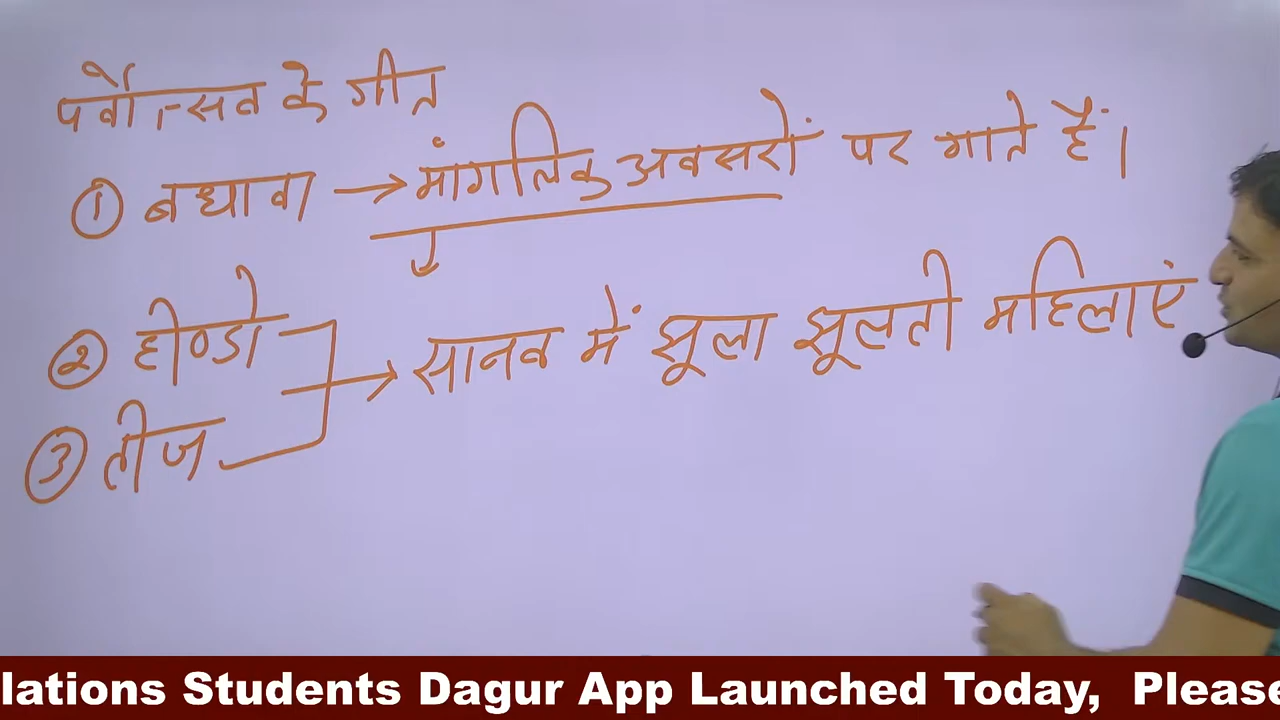 पर्वोत्सव के गीत
① बधावा → मांगलिक अवसरों पर गाते हैं।
② हीण्डो
→ सावन में झूला झूलती महिलाएं
③ तीज
lations Students Dagur App Launched Today, Please